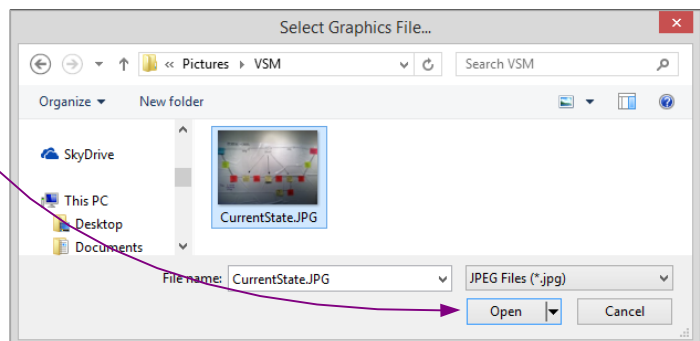 Select Graphics File...
« Pictures VSM
Search VSM
Organize New folder
SkyDrive
This PC
Desktop
Documents
CurrentState.JPG
File name: CurrentState.JPG
JPEG Files (*.jpg)
Open Cancel